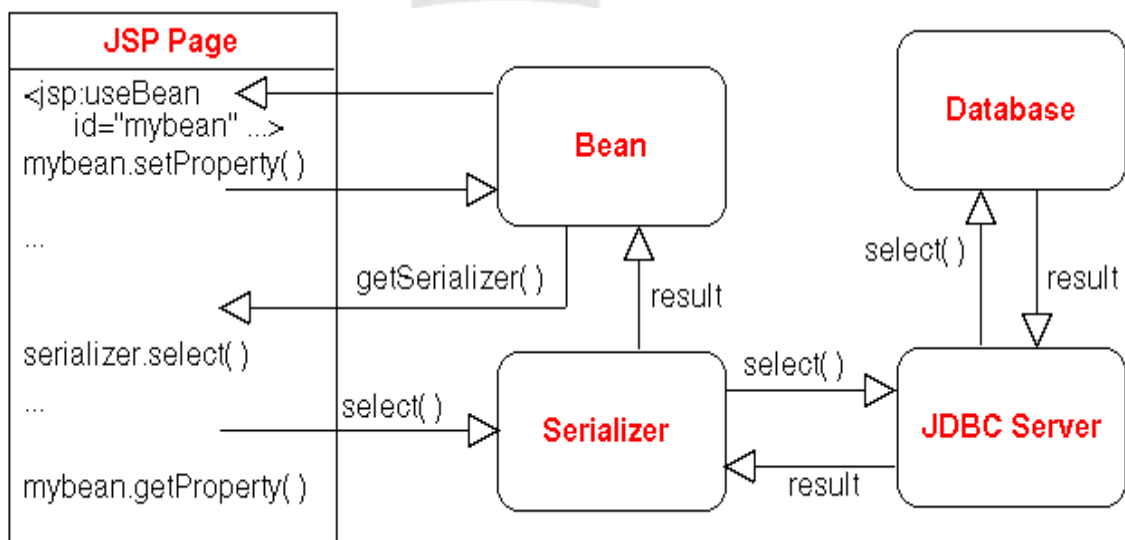 JSP Page
<jsp:useBean
id="mybean" ...>
mybean.setProperty( )
...
getSerializer( )
serializer.select( )
...
select( )
mybean.getProperty( )
Bean
result
Serializer
select( )
result
Database
select( )
result
JDBC Server